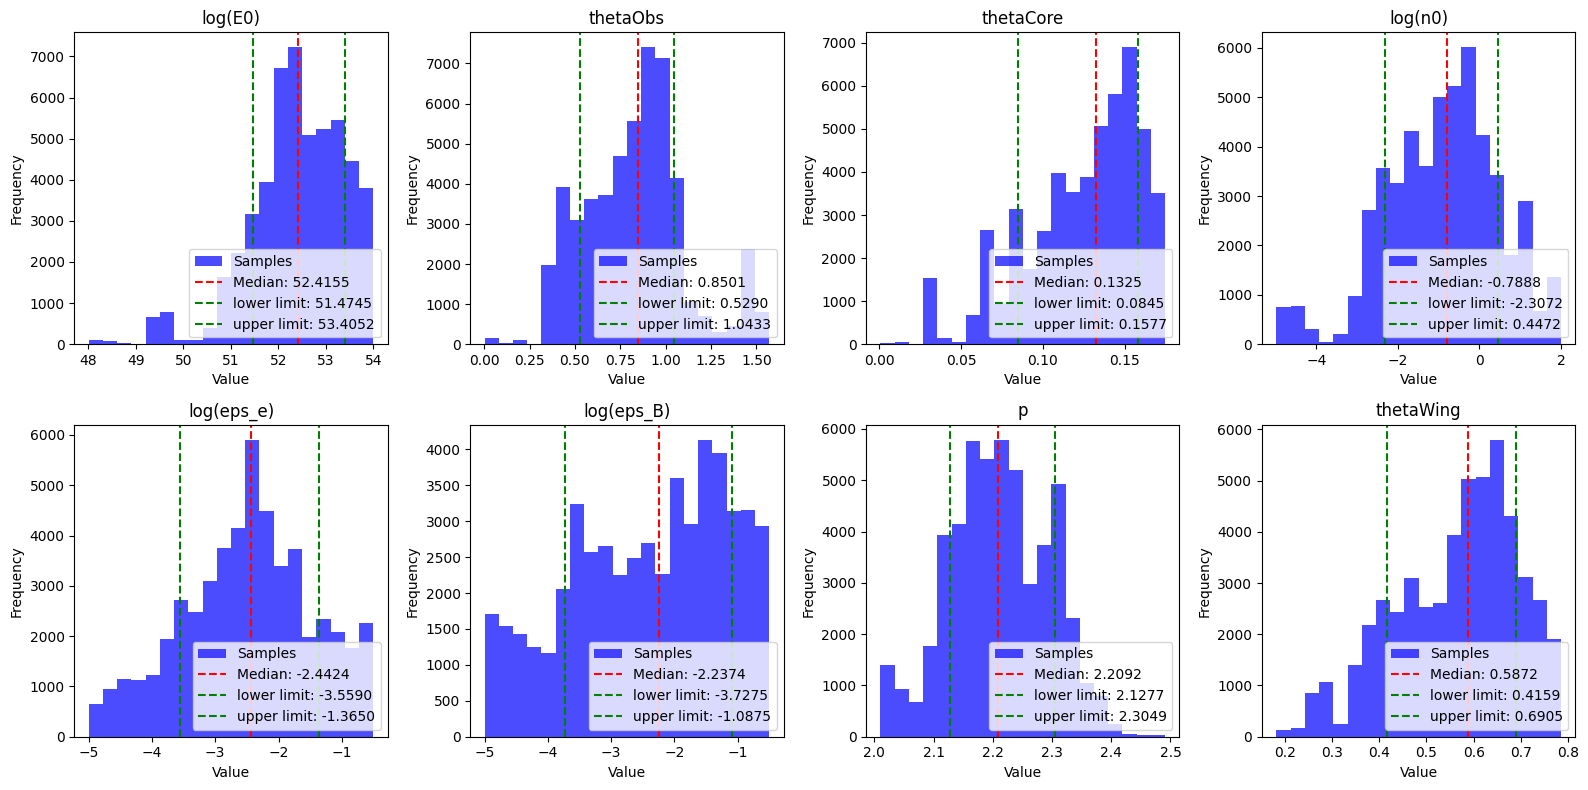 log(E0)
7000
6000
5000
4000
3000
2000
1000
0
Frequency
48 49 50 51 52 53 54
Value
Samples
Median: 52.4155
lower limit: 51.4745
upper limit: 53.4052
thetaObs
7000
6000
5000
4000
3000
2000
1000
0
Frequency
0.00 0.25 0.50 0.75 1.00 1.25 1.50
Value
Samples
Median: 0.8501
lower limit: 0.5290
upper limit: 1.0433
thetaCore
7000
6000
5000
4000
3000
2000
1000
0
Frequency
0.00 0.05 0.10 0.15
Value
Samples
Median: 0.1325
lower limit: 0.0845
upper limit: 0.1577
log(n0)
6000
5000
4000
3000
2000
1000
0
Frequency
−4 −2 0 2
Value
Samples
Median: -0.7888
lower limit: -2.3072
upper limit: 0.4472
log(eps_e)
6000
5000
4000
3000
2000
1000
0
Frequency
−5 −4 −3 −2 −1
Value
Samples
Median: -2.4424
lower limit: -3.5590
upper limit: -1.3650
log(eps_B)
4000
3500
3000
2500
2000
1500
1000
500
0
Frequency
−5 −4 −3 −2 −1
Value
Samples
Median: -2.2374
lower limit: -3.7275
upper limit: -1.0875
p
6000
5000
4000
3000
2000
1000
0
Frequency
2.0 2.1 2.2 2.3 2.4 2.5
Value
Samples
Median: 2.2092
lower limit: 2.1277
upper limit: 2.3049
thetaWing
6000
5000
4000
3000
2000
1000
0
Frequency
0.2 0.3 0.4 0.5 0.6 0.7 0.8
Value
Samples
Median: 0.5872
lower limit: 0.4159
upper limit: 0.6905